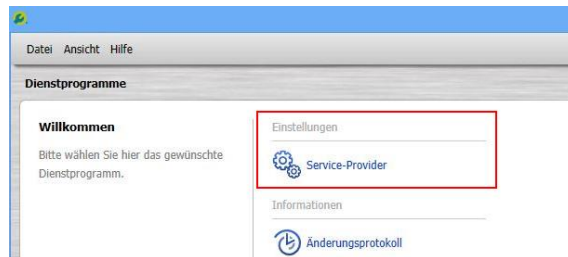 Datei Ansicht Hilfe
Dienstprogramme
Willkommen
Bitte wählen Sie hier das gewünschte
Dienstprogramm.
Einstellungen
Service-Provider
Informationen
Änderungsprotokoll